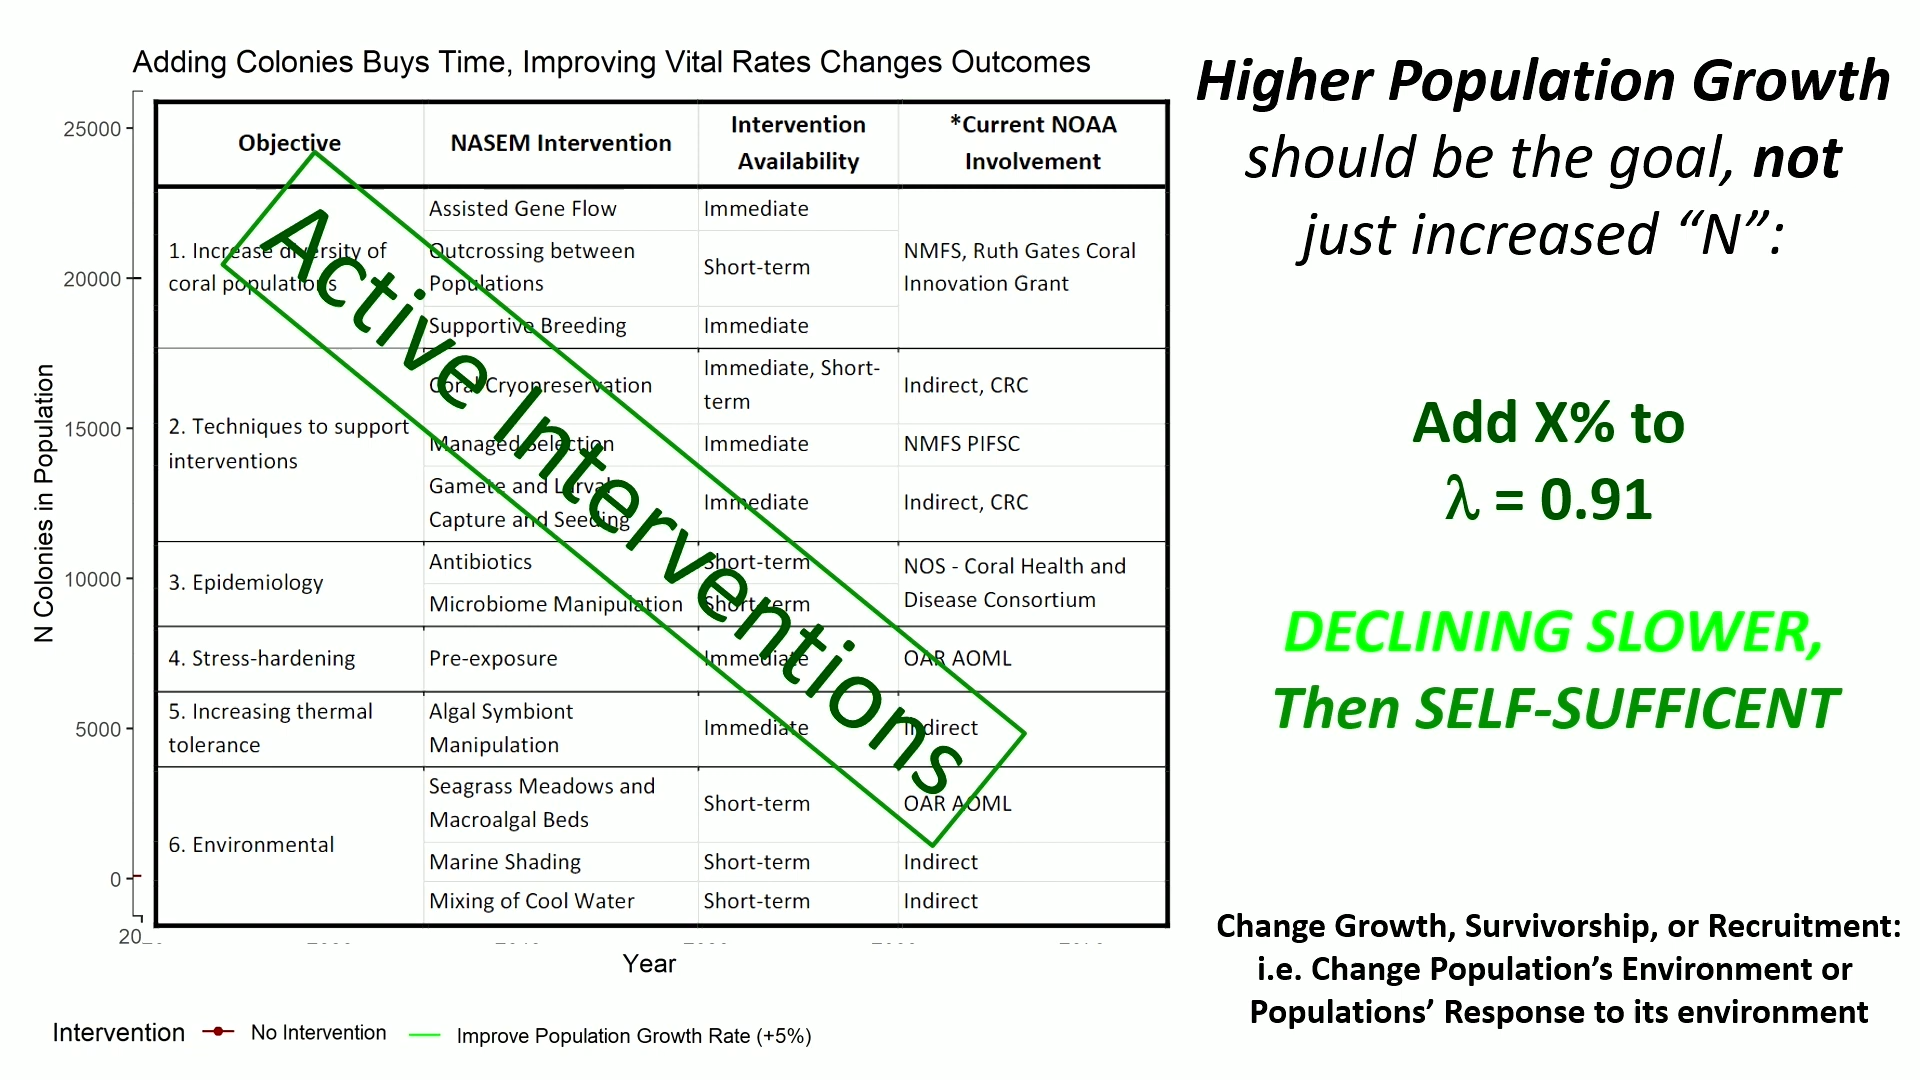 Adding Colonies Buys Time, Improving Vital Rates Changes Outcomes
N Colonies in Population
25000
20000
15000
10000
5000
0
20
Objective
NASEM Intervention
Intervention
Availability
*Current NOAA
Involvement
1. Increase diversity of
coral populations
Assisted Gene Flow
Immediate
Outcrossing between
Populations
Short-term
Supportive Breeding
Immediate
NMFS, Ruth Gates Coral
Innovation Grant
2. Techniques to support
interventions
Coral Cryopreservation
Immediate, Short-
term
Indirect, CRC
Managed Selection
Immediate
NMFS PIFSC
Gamete and Larval
Capture and Seeding
Immediate
Indirect, CRC
3. Epidemiology
Antibiotics
Short-term
Microbiome Manipulation
Short-term
NOS - Coral Health and
Disease Consortium
4. Stress-hardening
Pre-exposure
Immediate
OAR AOML
5. Increasing thermal
tolerance
Algal Symbiont
Manipulation
Immediate
Indirect
6. Environmental
Seagrass Meadows and
Macroalgal Beds
Short-term
OAR AOML
Marine Shading
Short-term
Indirect
Mixing of Cool Water
Short-term
Indirect
Active Interventions
Year
Intervention
No Intervention
Improve Population Growth Rate (+5%)
Higher Population Growth
should be the goal, not
just increased “N”:
Add X% to
λ = 0.91
DECLINING SLOWER,
Then SELF-SUFFICENT
Change Growth, Survivorship, or Recruitment:
i.e. Change Population’s Environment or
Populations’ Response to its environment